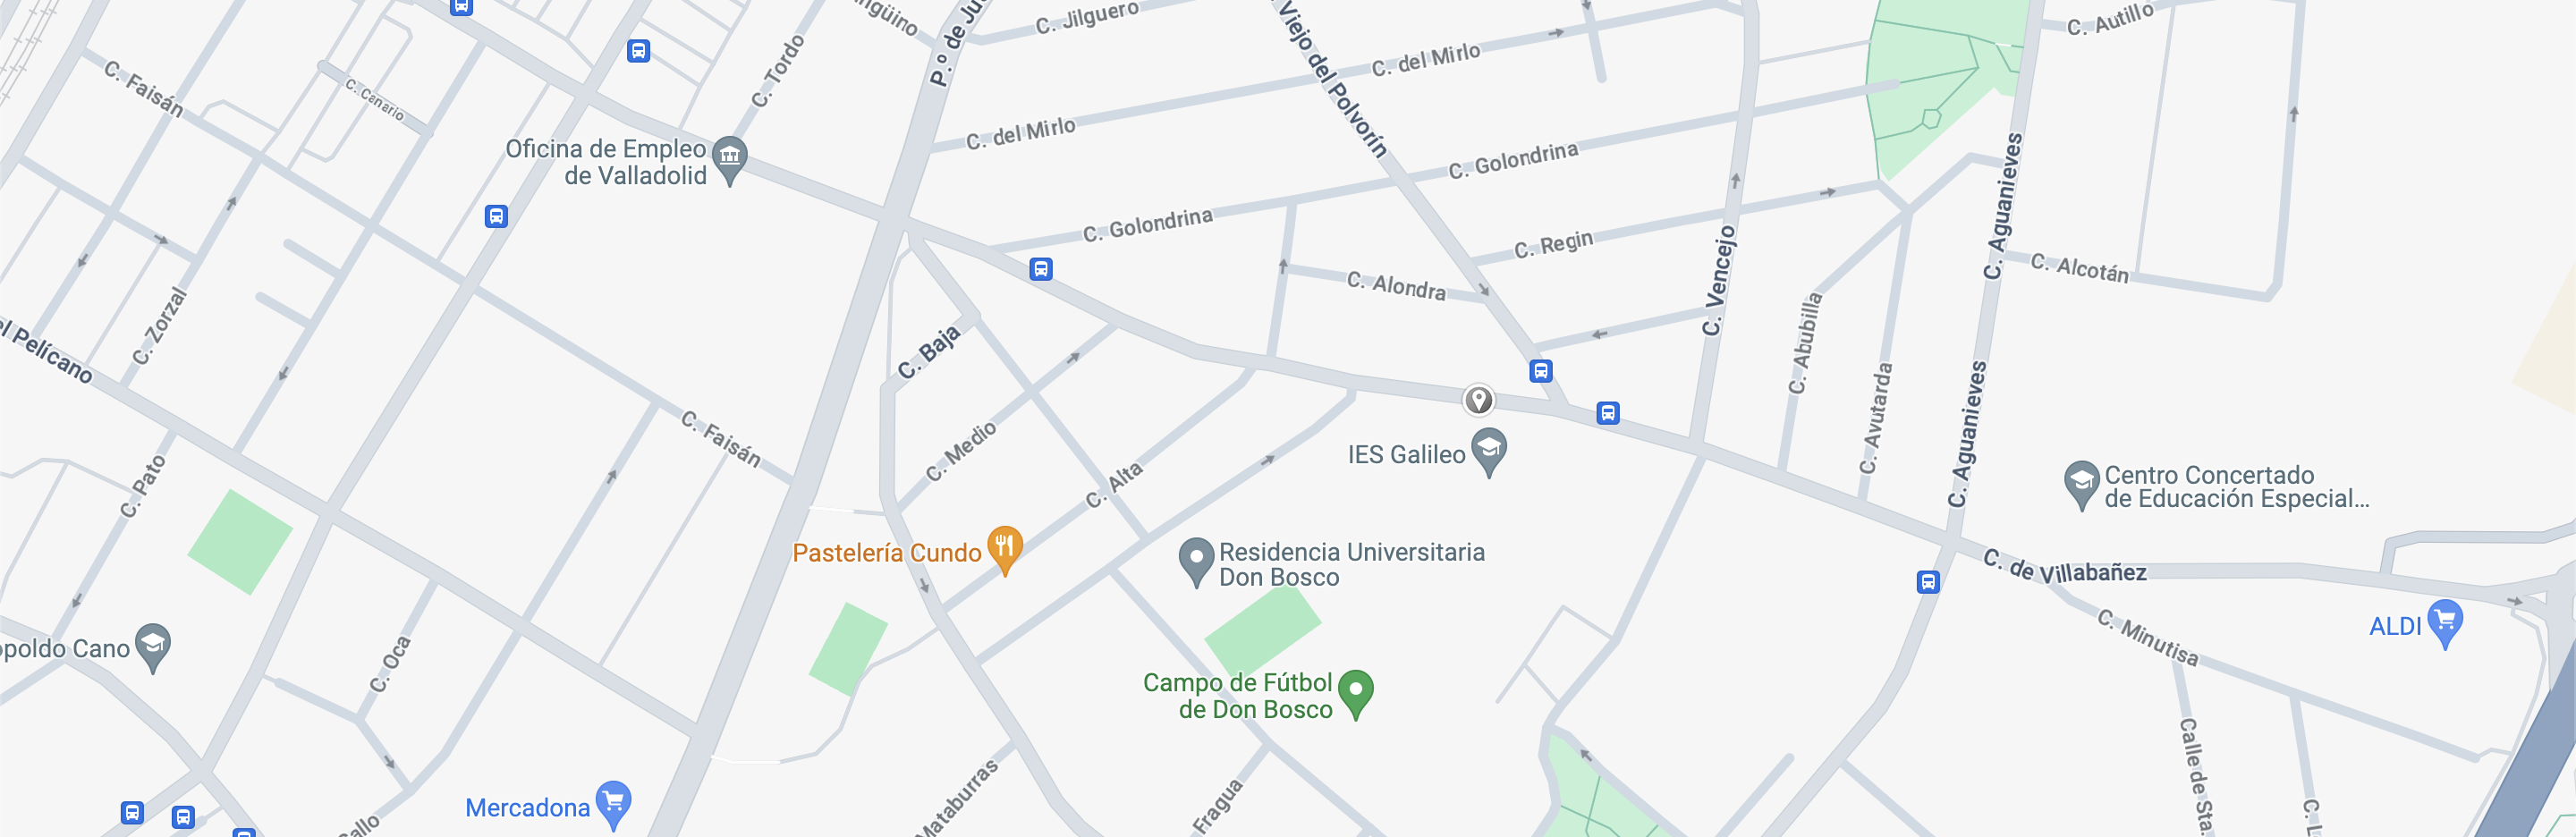 ngüino
C. Jilguero
P.º de Ju
Viejo del Polvorín
C. Autillo
C. Faisán
C. Canario
C. Tordo
C. del Mirlo
C. del Mirlo
Oficina de Empleo
de Valladolid
C. Golondrina
C. Golondrina
C. Aguanieves
C. Regin
C. Alondra
C. Vencejo
C. Alcotán
C. Zorzal
l Pelícano
C. Baja
C. Abubilla
C. Avutarda
C. Aguanieves
C. Faisán
C. Medio
C. Alta
IES Galileo
C. Pato
Centro Concertado
de Educación Especial...
Pastelería Cundo
Residencia Universitaria
Don Bosco
C. de Villabañez
C. Minutisa
ALDI
poldo Cano
C. Oca
Campo de Fútbol
de Don Bosco
Calle de Sta.
Mercadona
Mataburras
Fragua
allo
C. L